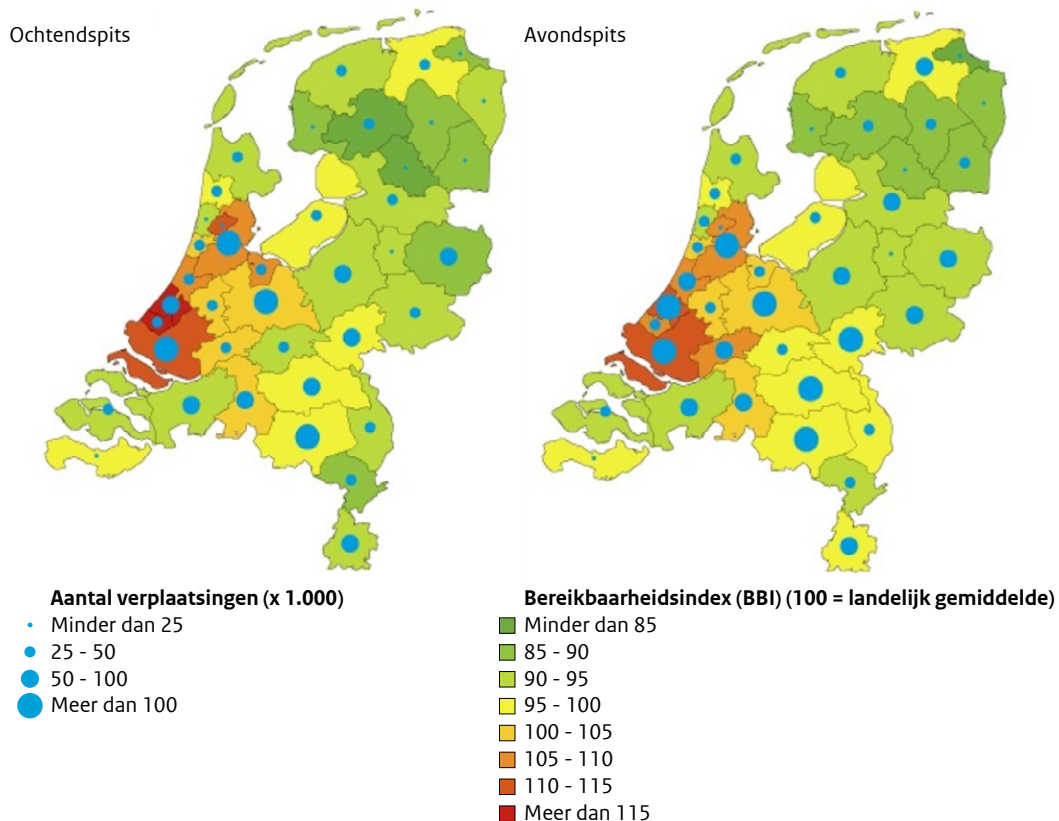 Ochtendspits
Avondspits
Aantal verplaatsingen (x 1.000)
Minder dan 25
25 - 50
50 - 100
Meer dan 100
Bereikbaarheidsindex (BBI) (100 = landelijk gemiddelde)
Minder dan 85
85 - 90
90 - 95
95 - 100
100 - 105
105 - 110
110 - 115
Meer dan 115